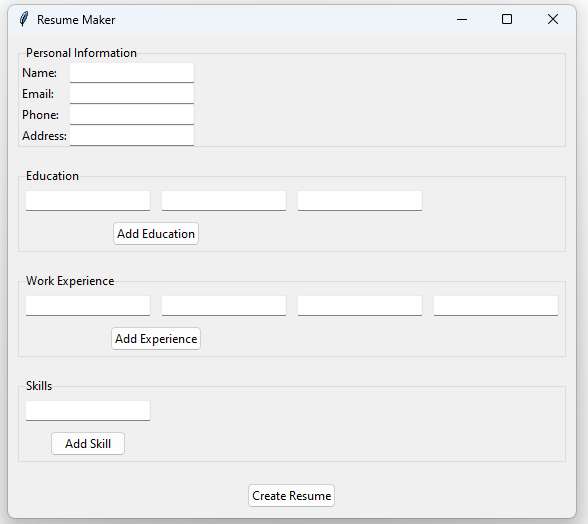 Resume Maker
Personal Information
Name:
Email:
Phone:
Address:
Education
Add Education
Work Experience
Add Experience
Skills
Add Skill
Create Resume